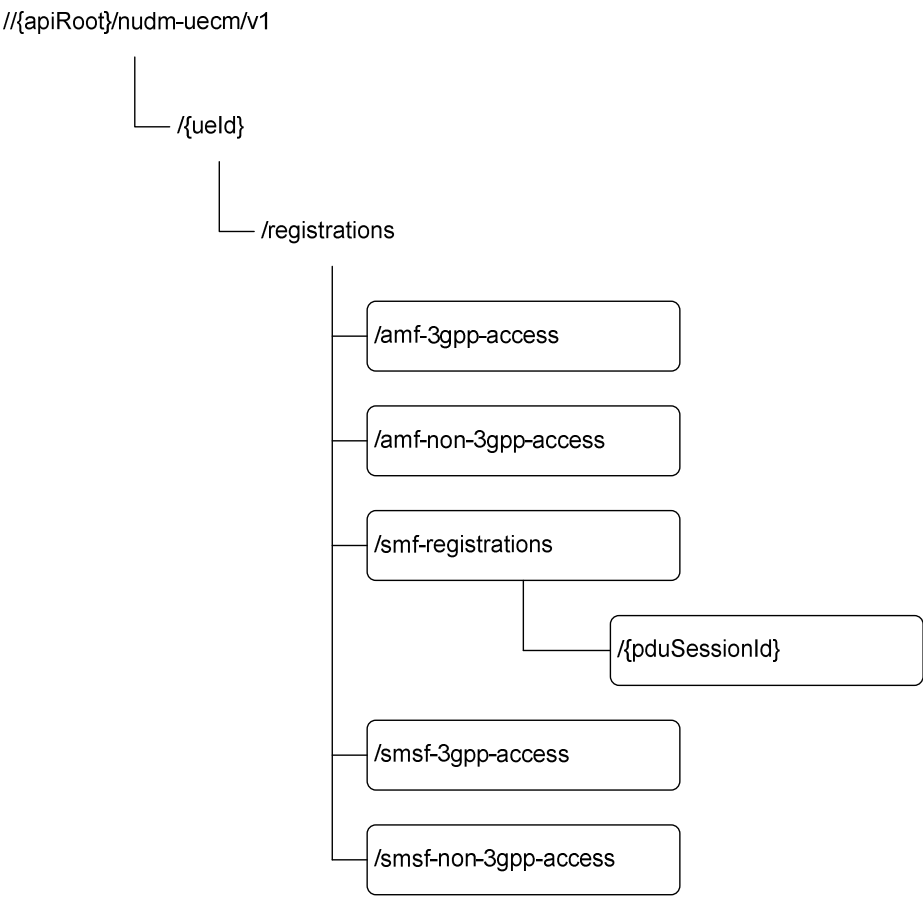 //{apiRoot}/nudm-uecm/v1
/{ueId}
/registrations
/amf-3gpp-access
/amf-non-3gpp-access
/smf-registrations
/{pduSessionId}
/smsf-3gpp-access
/smsf-non-3gpp-access